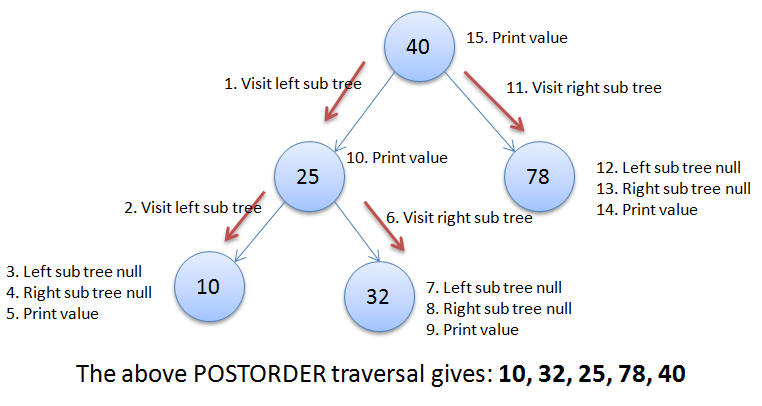 40
15. Print value
1. Visit left sub tree
11. Visit right sub tree
25
10. Print value
78
12. Left sub tree null
13. Right sub tree null
14. Print value
2. Visit left sub tree
6. Visit right sub tree
3. Left sub tree null
4. Right sub tree null
5. Print value
10
32
7. Left sub tree null
8. Right sub tree null
9. Print value
The above POSTORDER traversal gives: 10, 32, 25, 78, 40